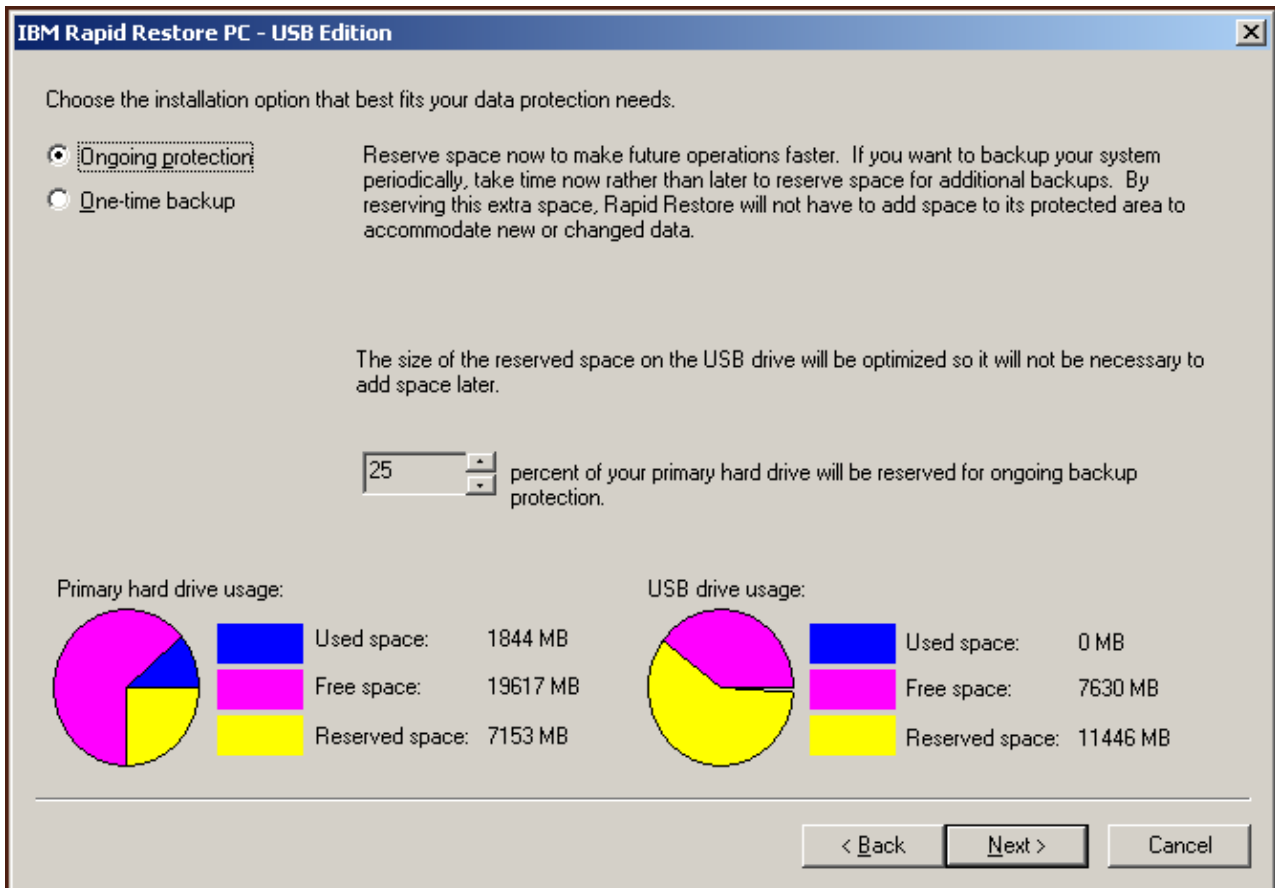 IBM Rapid Restore PC - USB Edition
Choose the installation option that best fits your data protection needs.
Ongoing protection
One-time backup
Reserve space now to make future operations faster.  If you want to backup your system
periodically, take time now rather than later to reserve space for additional backups.  By
reserving this extra space, Rapid Restore will not have to add space to its protected area to
accommodate new or changed data.
The size of the reserved space on the USB drive will be optimized so it will not be necessary to
add space later.
25
percent of your primary hard drive will be reserved for ongoing backup
protection.
Primary hard drive usage:
Used space: 1844 MB
Free space: 19617 MB
Reserved space: 7153 MB
USB drive usage:
Used space: 0 MB
Free space: 7630 MB
Reserved space: 11446 MB
< Back
Next >
Cancel